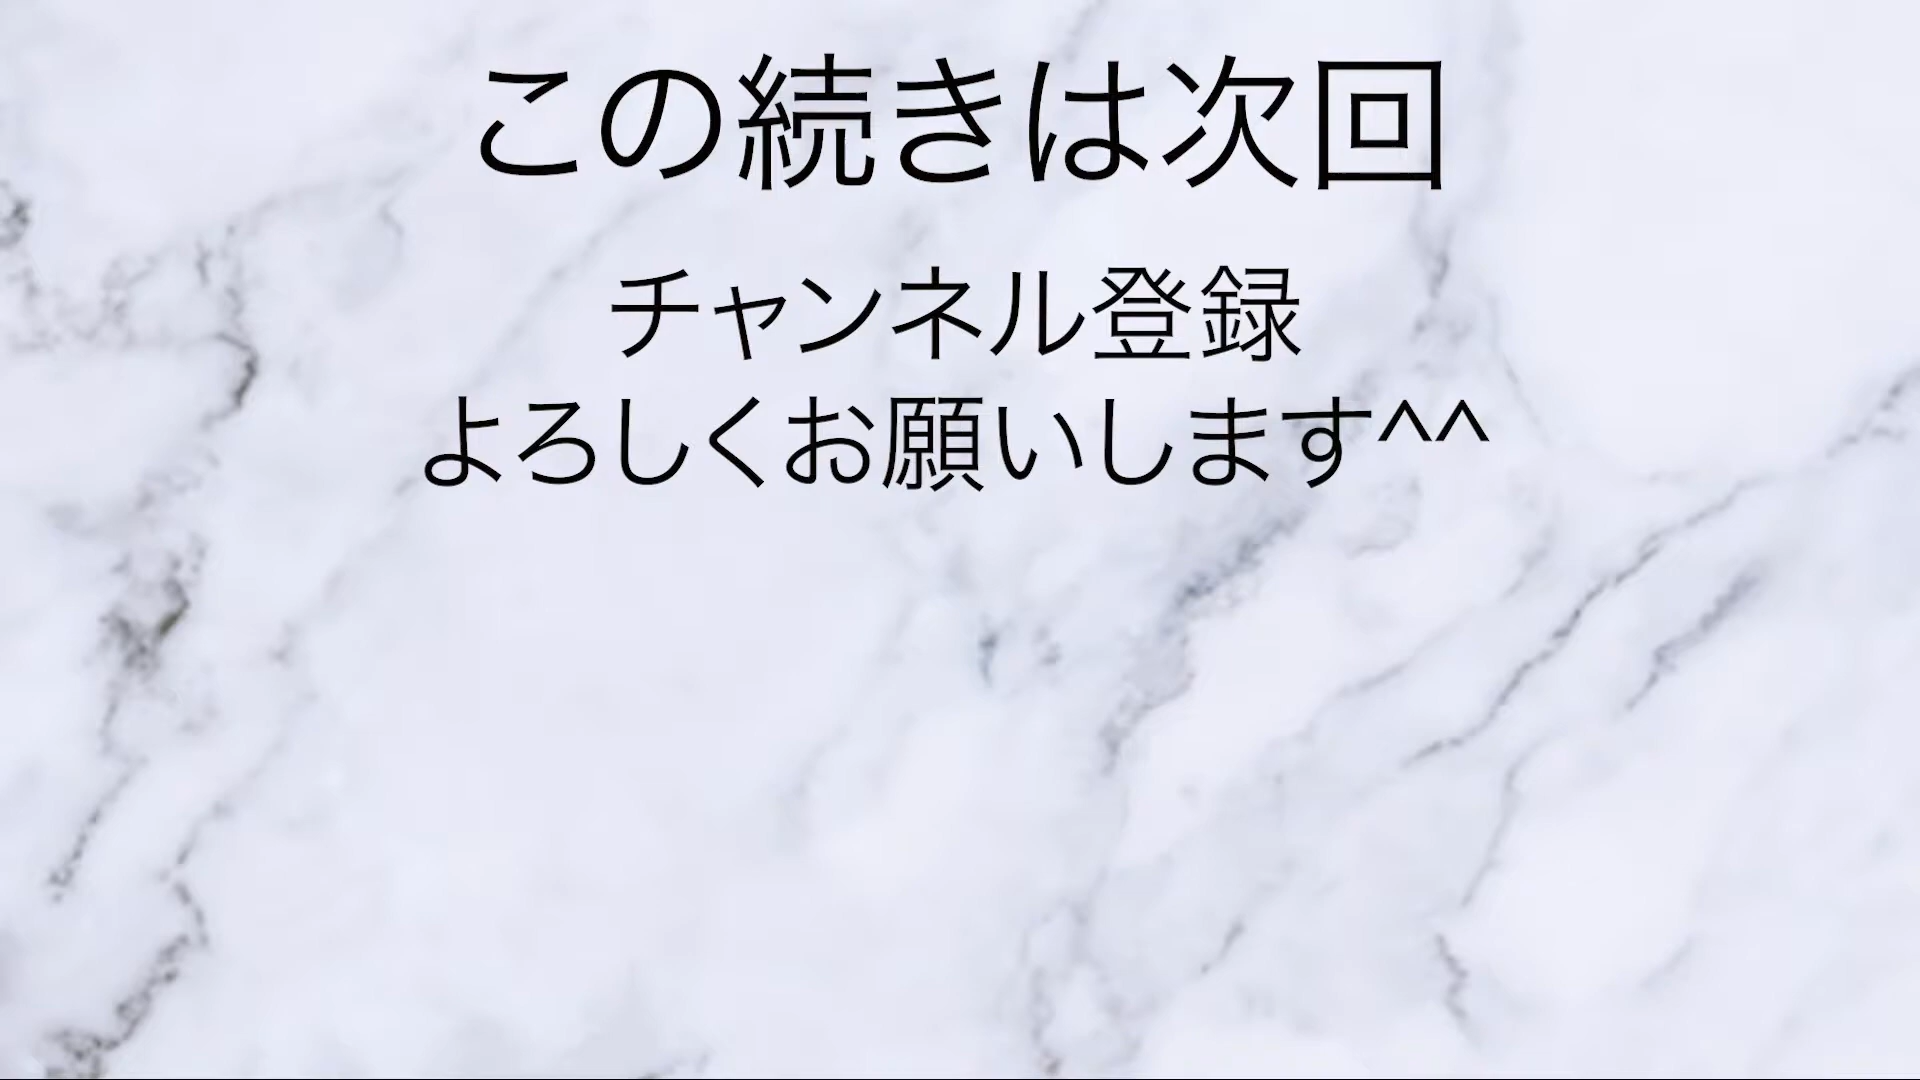 この続きは次回
チャンネル登録
よろしくお願いします^^